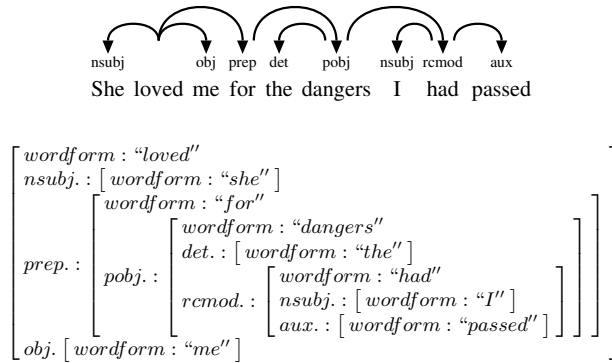 nsubj obj prep det pobj nsubj rcmod aux
She loved me for the dangers I had passed
wordform : “loved″
nsubj. : [ wordform : “she″ ]
prep. : [ wordform : “for″
pobj. : [ wordform : “dangers″
det. : [ wordform : “the″ ]
rcmod. : [ wordform : “had″
nsubj. : [ wordform : “I″ ]
aux. : [ wordform : “passed″ ] ] ] ]
obj. [ wordform : “me″ ]